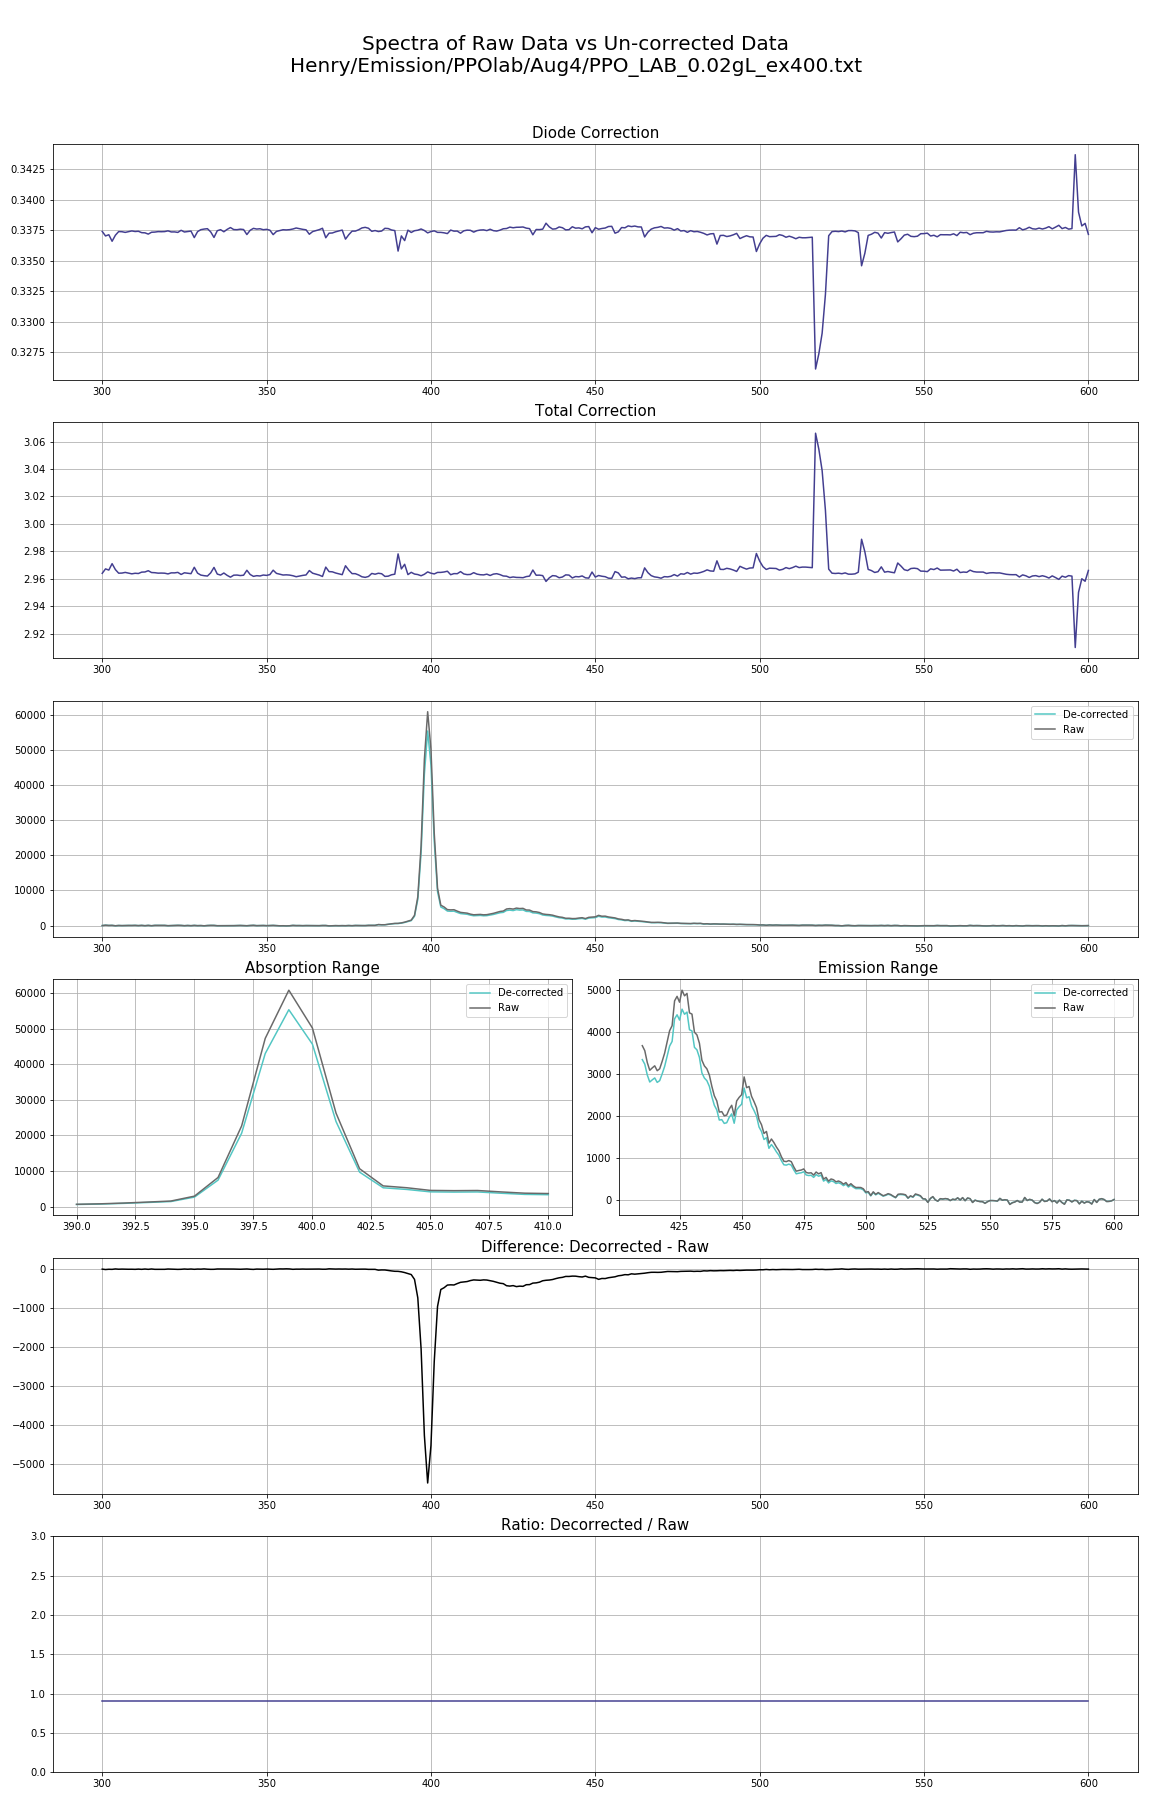 Spectra of Raw Data vs Un-corrected Data
Henry/Emission/PPOlab/Aug4/PPO_LAB_0.02gL_ex400.txt
Diode Correction
0.3425
0.3400
0.3375
0.3350
0.3325
0.3300
0.3275
300 350 400 450 500 550 600
Total Correction
3.06
3.04
3.02
3.00
2.98
2.96
2.94
2.92
300 350 400 450 500 550 600
De-corrected
Raw
60000
50000
40000
30000
20000
10000
0
300 350 400 450 500 550 600
Absorption Range
De-corrected
Raw
60000
50000
40000
30000
20000
10000
0
390.0 392.5 395.0 397.5 400.0 402.5 405.0 407.5 410.0
Emission Range
De-corrected
Raw
5000
4000
3000
2000
1000
0
425 450 475 500 525 550 575 600
Difference: Decorrected - Raw
0
−1000
−2000
−3000
−4000
−5000
300 350 400 450 500 550 600
Ratio: Decorrected / Raw
3.0
2.5
2.0
1.5
1.0
0.5
0.0
300 350 400 450 500 550 600